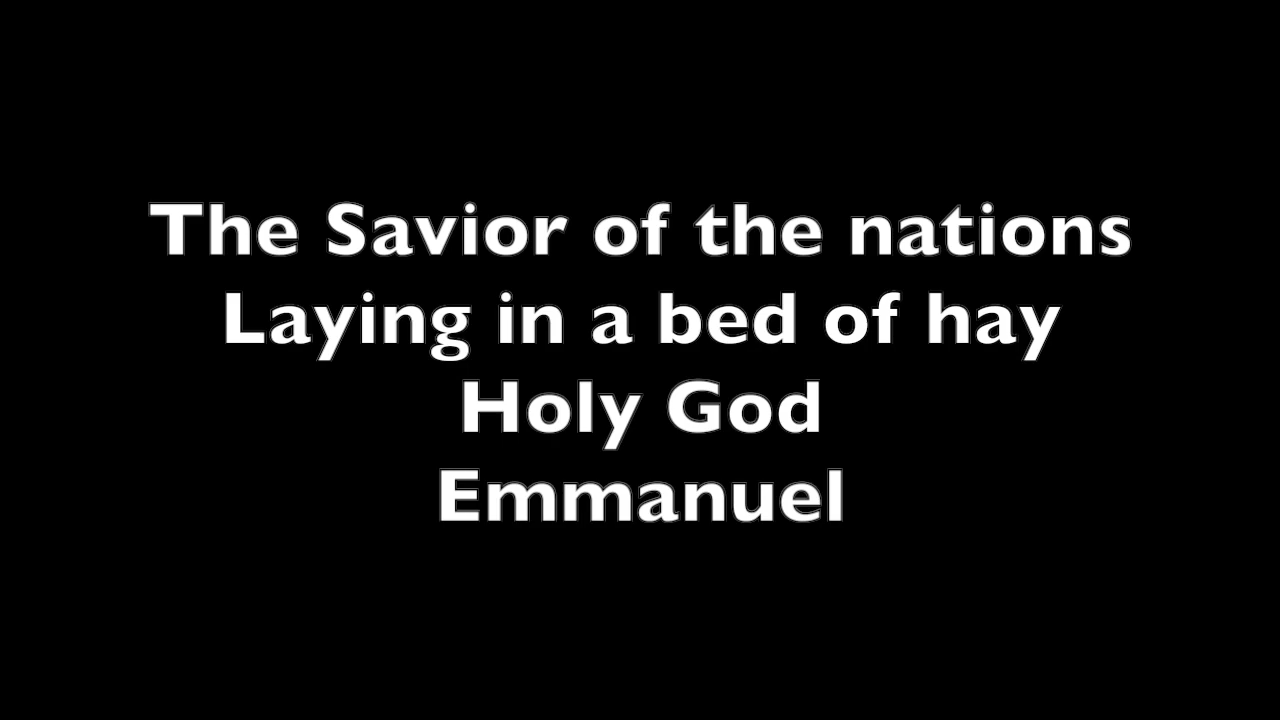 The Savior of the nations
Laying in a bed of hay
Holy God
Emmanuel